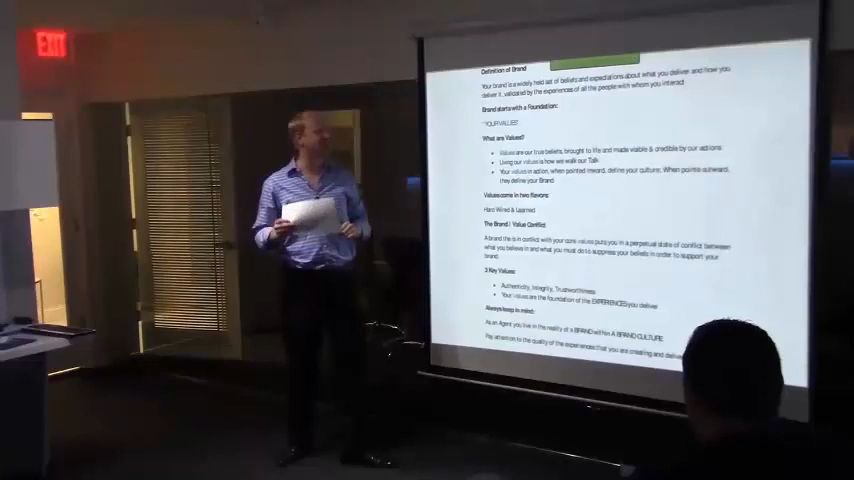 EXIT
Definition of Brand
Your brand is a widely held set of beliefs and expectations about what you deliver and how you
deliver it, validated by the experiences of all the people with whom you interact
Brand starts with a Foundation:
"YOUR VALUES"
What are Values?
• Values are our true beliefs, brought to life and made visible & credible by our actions
• Living our values is how we walk our Talk
• Your values in action, when pointed inward, define your culture; When points outward,
they define your Brand
Values come in two flavors:
Hard Wired & Learned
The Brand / Value Conflict
A brand the is in conflict with your core values puts you in a perpetual state of conflict between
what you believe in and what you must do to suppress your beliefs in order to support your
brand.
3 Key Values:
• Authenticity, Integrity, Trustworthiness
• Your values are the foundation of the EXPERIENCES you deliver
Always keep in mind:
As an Agent you live in the reality of a BRAND within A BRAND CULTURE
Pay attention to the quality of the experiences that you are creating and